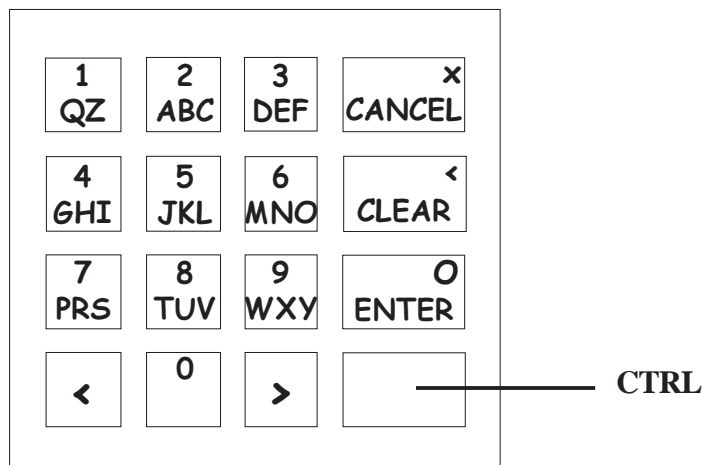 1 2 3 x
QZ ABC DEF CANCEL
4 5 6 <
GHI JKL MNO CLEAR
7 8 9 O
PRS TUV WXY ENTER
< 0 >
CTRL